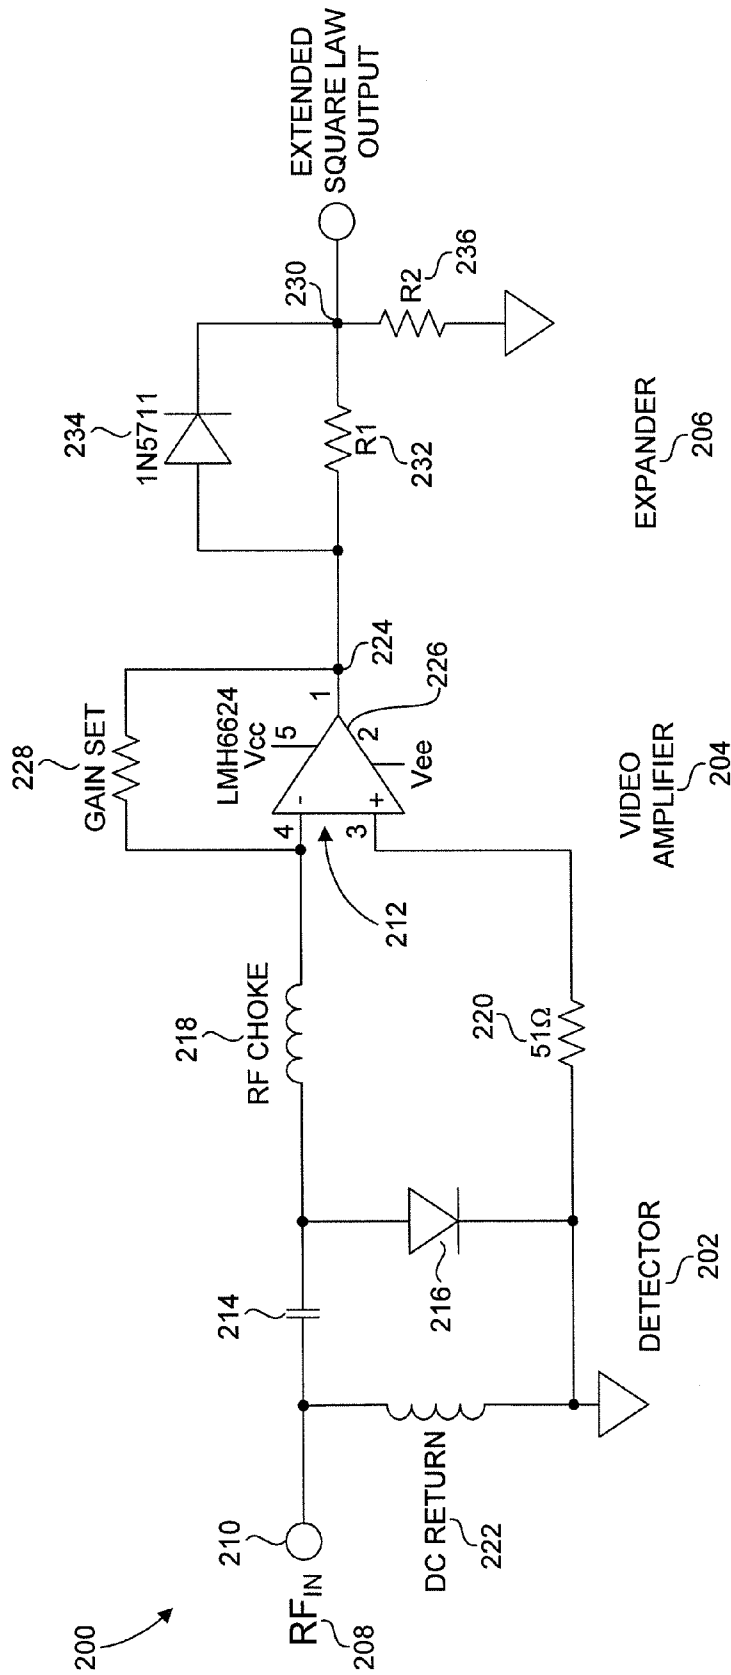 200
RF_IN
208
210
DC RETURN
222
214
216
DETECTOR
202
218
RF CHOKE
220
51Ω
212
228
GAIN SET
LMH6624
Vcc
5
4
-
3
+
1
2
Vee
226
224
VIDEO
AMPLIFIER
204
234
1N5711
R1
232
230
R2
236
EXPANDER
206
EXTENDED
SQUARE LAW
OUTPUT